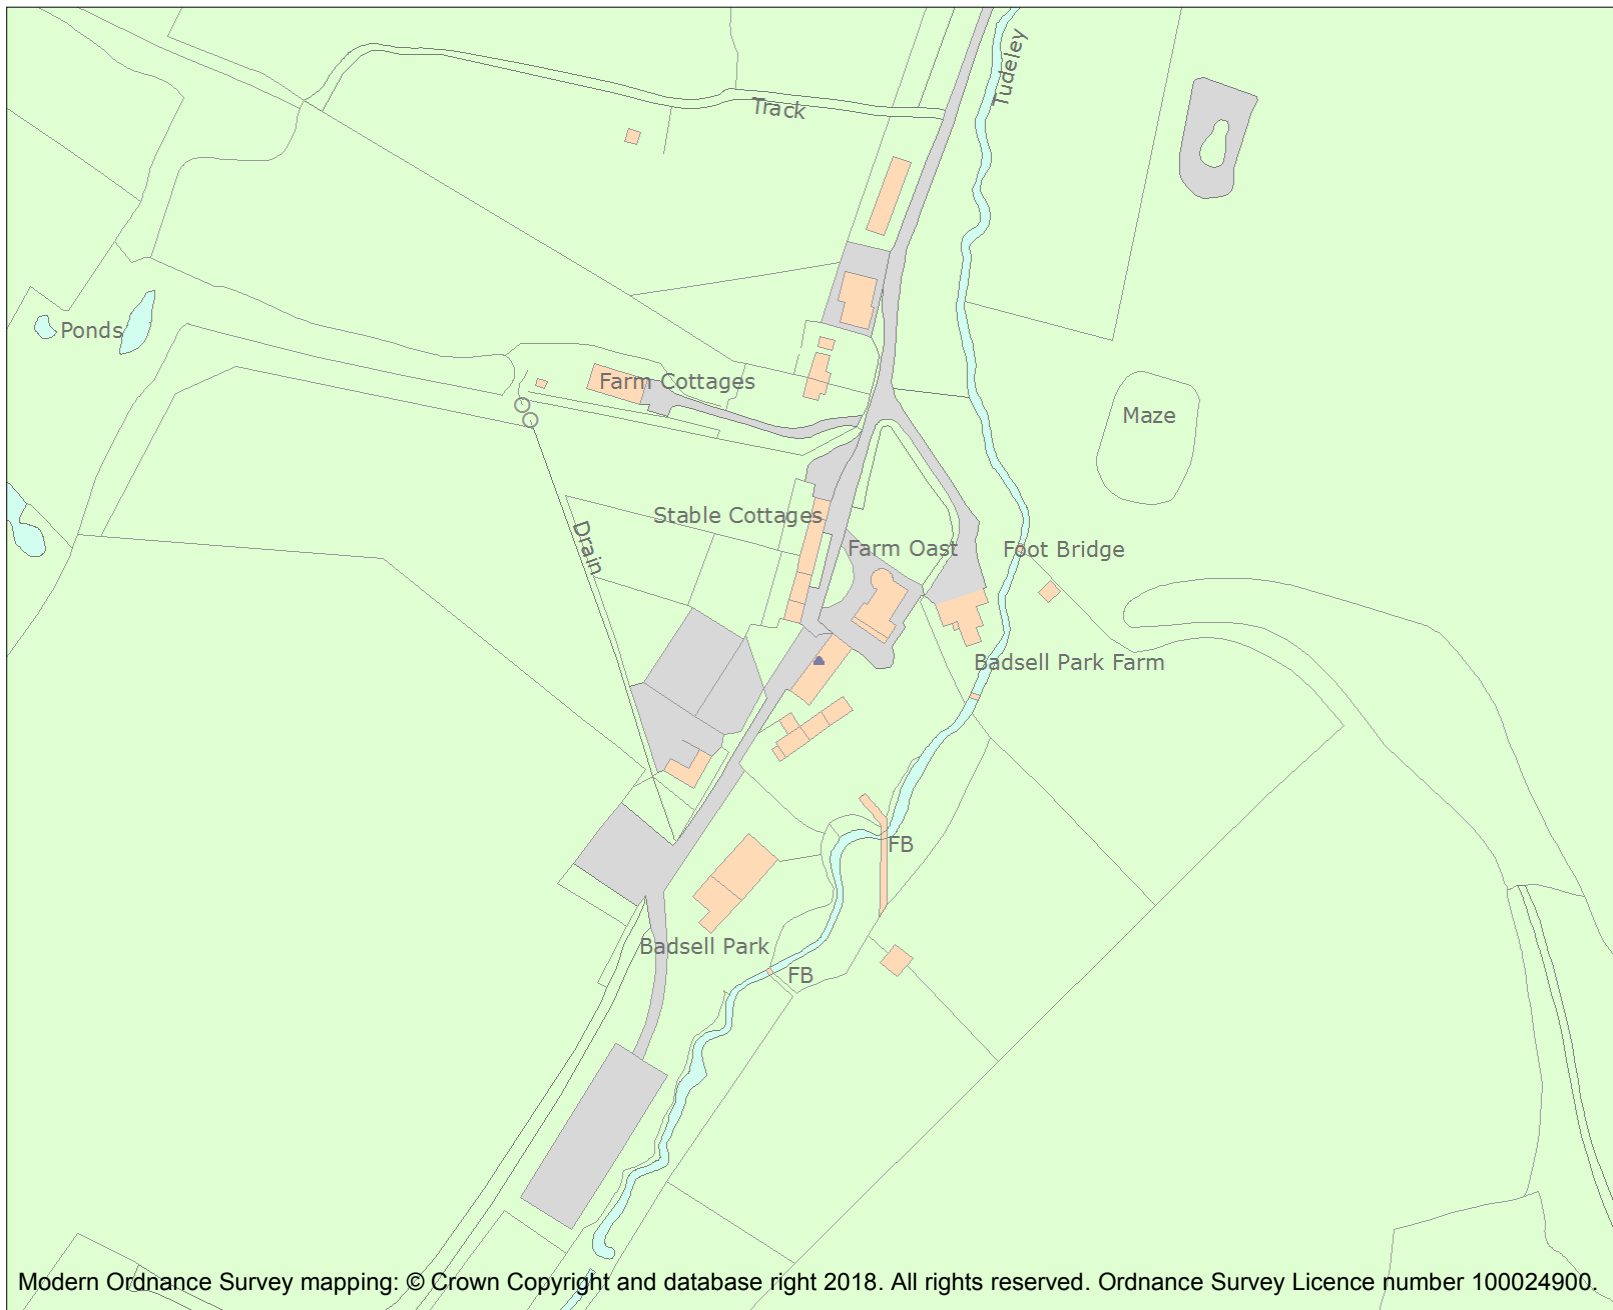 Tudeley
Track
Ponds
Farm Cottages
Maze
Stable Cottages
Drain
Farm Oast
Foot Bridge
Badsell Park Farm
FB
Badsell Park
FB
Modern Ordnance Survey mapping: © Crown Copyright and database right 2018. All rights reserved. Ordnance Survey Licence number 100024900.